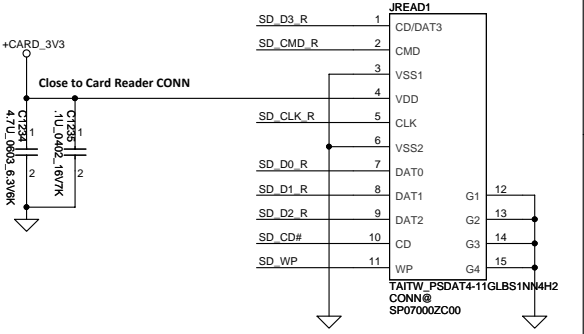 JREAD1
SD_D3_R 1 CD/DAT3
SD_CMD_R 2 CMD
3 VSS1
+CARD_3V3
Close to Card Reader CONN
4 VDD
SD_CLK_R 5 CLK
6 VSS2
C1234 1 2
4.7U_0603_6.3V6K
C1235 1 2
.1U_0402_16V7K
SD_D0_R 7 DAT0
SD_D1_R 8 DAT1 G1 12
SD_D2_R 9 DAT2 G2 13
SD_CD# 10 CD G3 14
SD_WP 11 WP G4 15
TAITW_PSDAT4-11GLBS1NN4H2
CONN@
SP07000ZC00